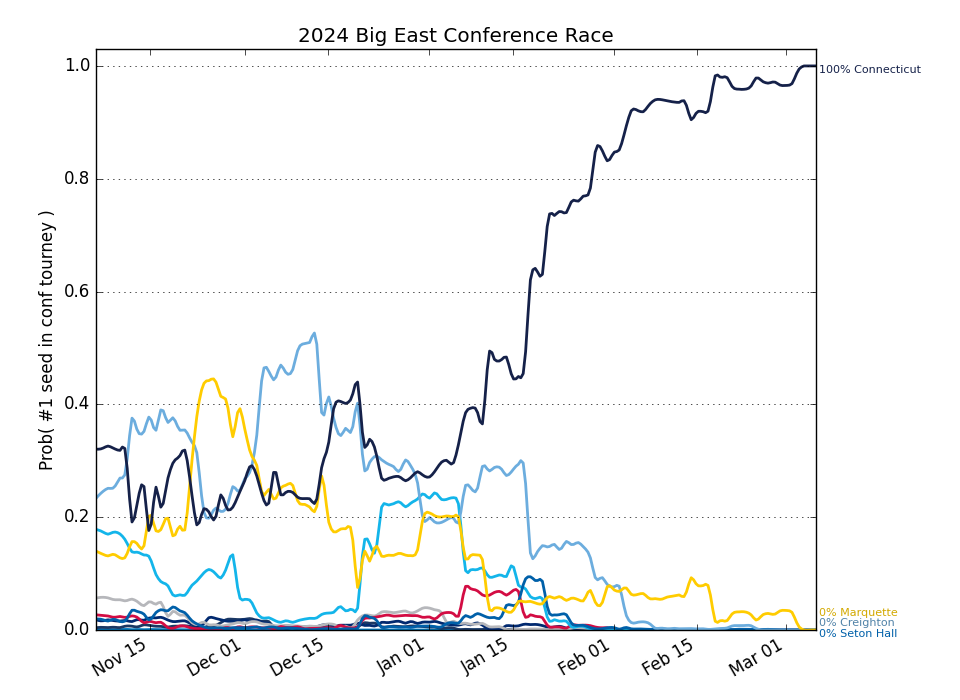 2024 Big East Conference Race
Prob( #1 seed in conf tourney )
1.0
0.8
0.6
0.4
0.2
0.0
100% Connecticut
0% Marquette
0% Creighton
0% Seton Hall
Nov 15
Dec 01
Dec 15
Jan 01
Jan 15
Feb 01
Feb 15
Mar 01